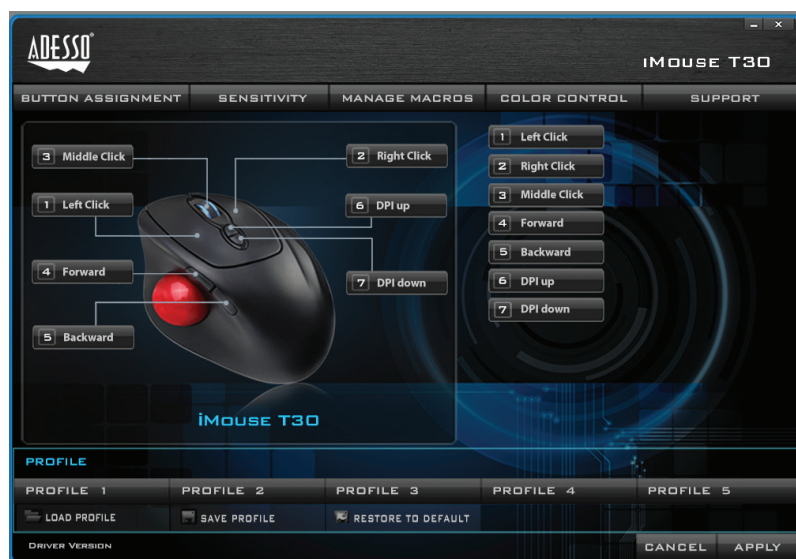 ADESSO®
iMouse T30
BUTTON ASSIGNMENT
SENSITIVITY
MANAGE MACROS
COLOR CONTROL
SUPPORT
3 Middle Click
2 Right Click
1 Left Click
6 DPI up
4 Forward
7 DPI down
5 Backward
iMouse T30
1 Left Click
2 Right Click
3 Middle Click
4 Forward
5 Backward
6 DPI up
7 DPI down
PROFILE
PROFILE 1
PROFILE 2
PROFILE 3
PROFILE 4
PROFILE 5
LOAD PROFILE
SAVE PROFILE
RESTORE TO DEFAULT
Driver Version
CANCEL
APPLY